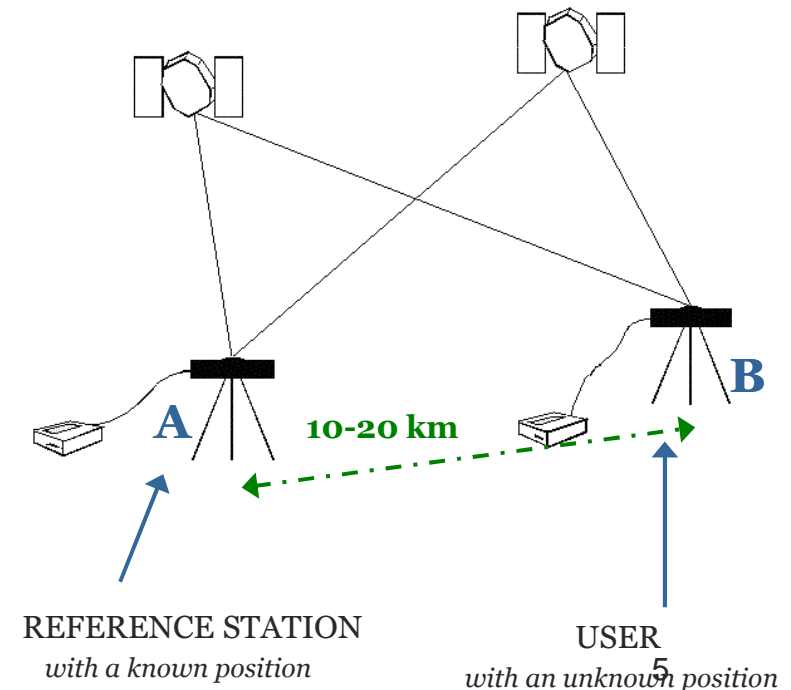 B
A
10-20 km
REFERENCE STATION
with a known position
USER
with an unknown position
5